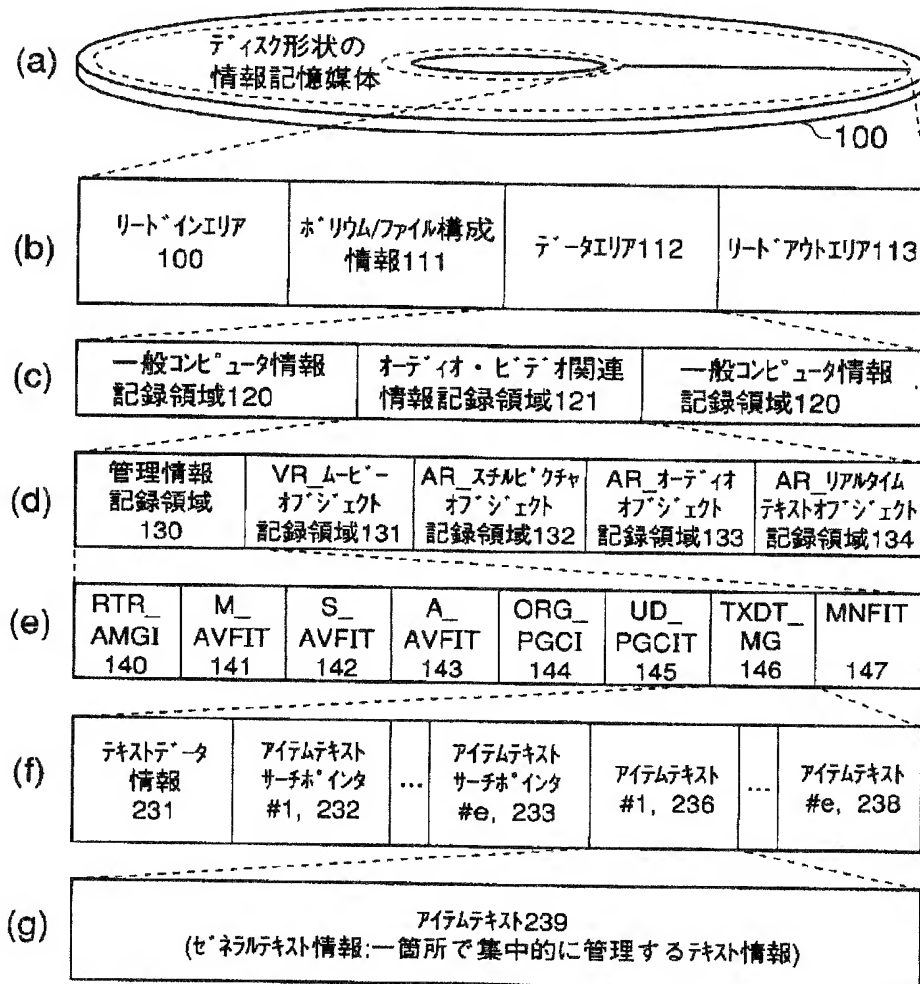 (a)
ディスク形状の
情報記憶媒体
100
(b)
リードインエリア
100
ボリウム/ファイル構成
情報111
データエリア112
リードアウトエリア113
(c)
一般コンピュータ情報
記録領域120
オーディオ・ビデオ関連
情報記録領域121
一般コンピュータ情報
記録領域120
(d)
管理情報
記録領域
130
VR_ムービー
オブジェクト
記録領域131
AR_スチルピクチャ
オブジェクト
記録領域132
AR_オーディオ
オブジェクト
記録領域133
AR_リアルタイム
テキストオブジェクト
記録領域134
(e)
RTR_
AMGI
140
M_
AVFIT
141
S_
AVFIT
142
A_
AVFIT
143
ORG_
PGCI
144
UD_
PGCIT
145
TXDT_
MG
146
MNFIT
147
(f)
テキストデータ
情報
231
アイテムテキスト
サーチポインタ
#1, 232
...
アイテムテキスト
サーチポインタ
#e, 233
アイテムテキスト
#1, 236
...
アイテムテキスト
#e, 238
(g)
アイテムテキスト239
(ゼネラルテキスト情報:一箇所で集中的に管理するテキスト情報)